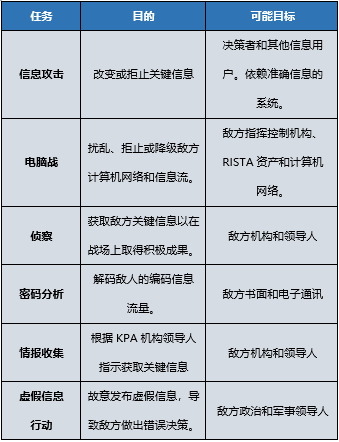 任务 目的 可能目标
信息攻击 改变或拒止关键信息 决策者和其他信息用
户。依赖准确信息的
系统。
电脑战 扰乱、拒止或降级敌方
计算机网络和信息流。 敌方指挥控制机构、
RISTA 资产和计算机
网络。
侦察 获取敌方关键信息以在
战场上取得积极成果。 敌方机构和领导人
密码分析 解码敌人的编码信息
流量。 敌方书面和电子通讯
情报收集 根据 KPA 机构领导人
指示获取关键信息 敌方机构和领导人
虚假信息
行动 故意发布虚假信息，导
致敌方做出错误决策。 敌方政治和军事领导人